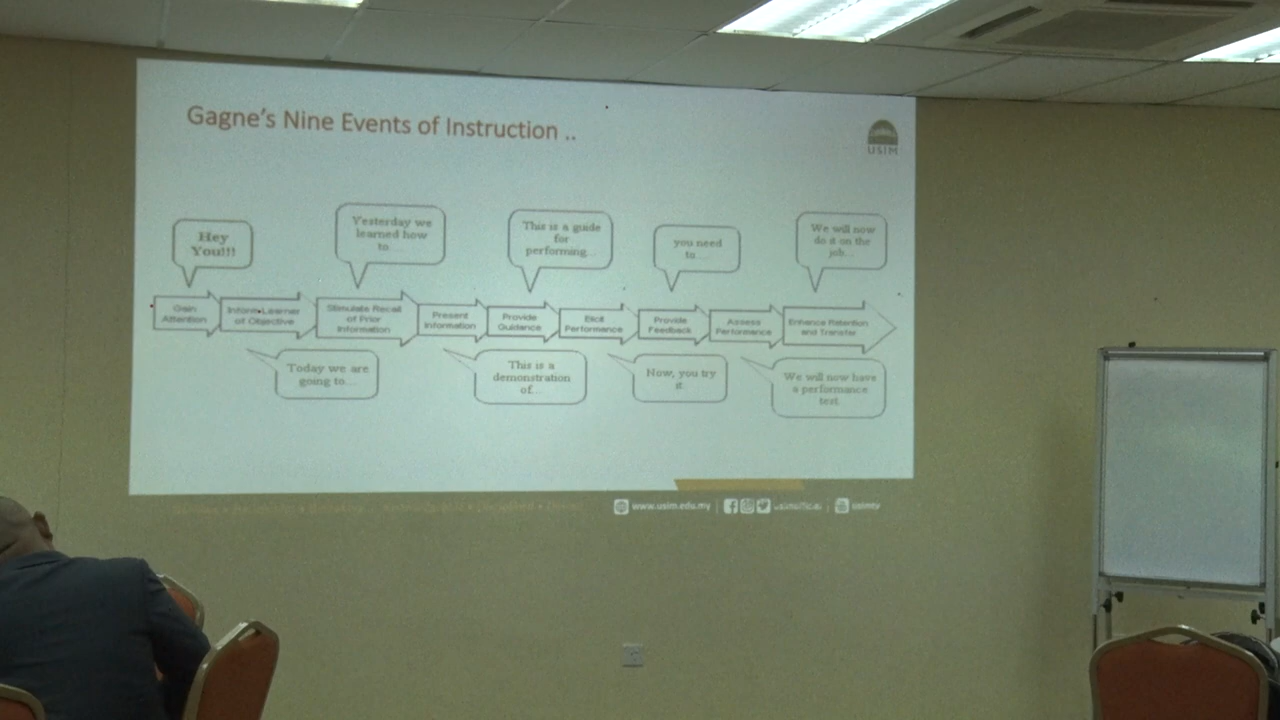 Gagne's Nine Events of Instruction ..
USIM
Hey
You!!!
Yesterday we
learned how
to...
This is a guide
for
performing...
you need
to...
We will now
do it on the
job...
Gain
Attention
Inform Learner
of Objective
Stimulate Recall
of Prior
Information
Present
Information
Provide
Guidance
Elicit
Performance
Provide
Feedback
Assess
Performance
Enhance Retention
and Transfer
Today we are
going to...
This is a
demonstration
of...
Now, you try
it.
We will now have
a performance
test.
www.usim.edu.my